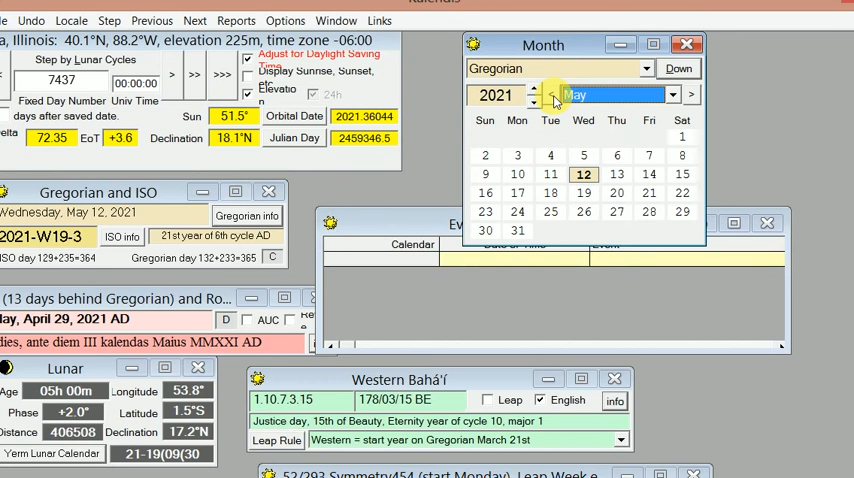 Kalendis
Undo Locale Step Previous Next Reports Options Window Links
a, Illinois: 40.1°N, 88.2°W, elevation 225m, time zone -06:00
Step by Lunar Cycles
Adjust for Daylight Saving Time
7437
00:00:00
>
>>
>>>
Display Sunrise, Sunset, Etc
Elevation
24h
Fixed Day Number Univ Time
days after saved date.
Sun
51.5°
Orbital Date
2021.36044
Delta 72.35 EoT +3.6
Declination
18.1°N
Julian Day
2459346.5
Month
Gregorian
Down
2021
<
May
>
Sun Mon Tue Wed Thu Fri Sat
1
2 3 4 5 6 7 8
9 10 11 12 13 14 15
16 17 18 19 20 21 22
23 24 25 26 27 28 29
30 31
Gregorian and ISO
Wednesday, May 12, 2021
Gregorian info
2021-W19-3
ISO info
21st year of 6th cycle AD
ISO day 129+235=364
Gregorian day 132+233=365
C
Calendar
Event
(13 days behind Gregorian) and Ro...
day, April 29, 2021 AD
D
AUC
dies, ante diem III kalendas Maius MMXXI AD
Lunar
Age 05h 00m Longitude 53.8°
Phase +2.0° Latitude 1.5°S
Distance 406508 Declination 17.2°N
Yerm Lunar Calendar
21-19(09(30
Western Bahá'í
1.10.7.3.15
178/03/15 BE
Leap
English
info
Justice day, 15th of Beauty, Eternity year of cycle 10, major 1
Leap Rule
Western = start year on Gregorian March 21st
52/293 Symmetry454 (start Monday), Leap Week e